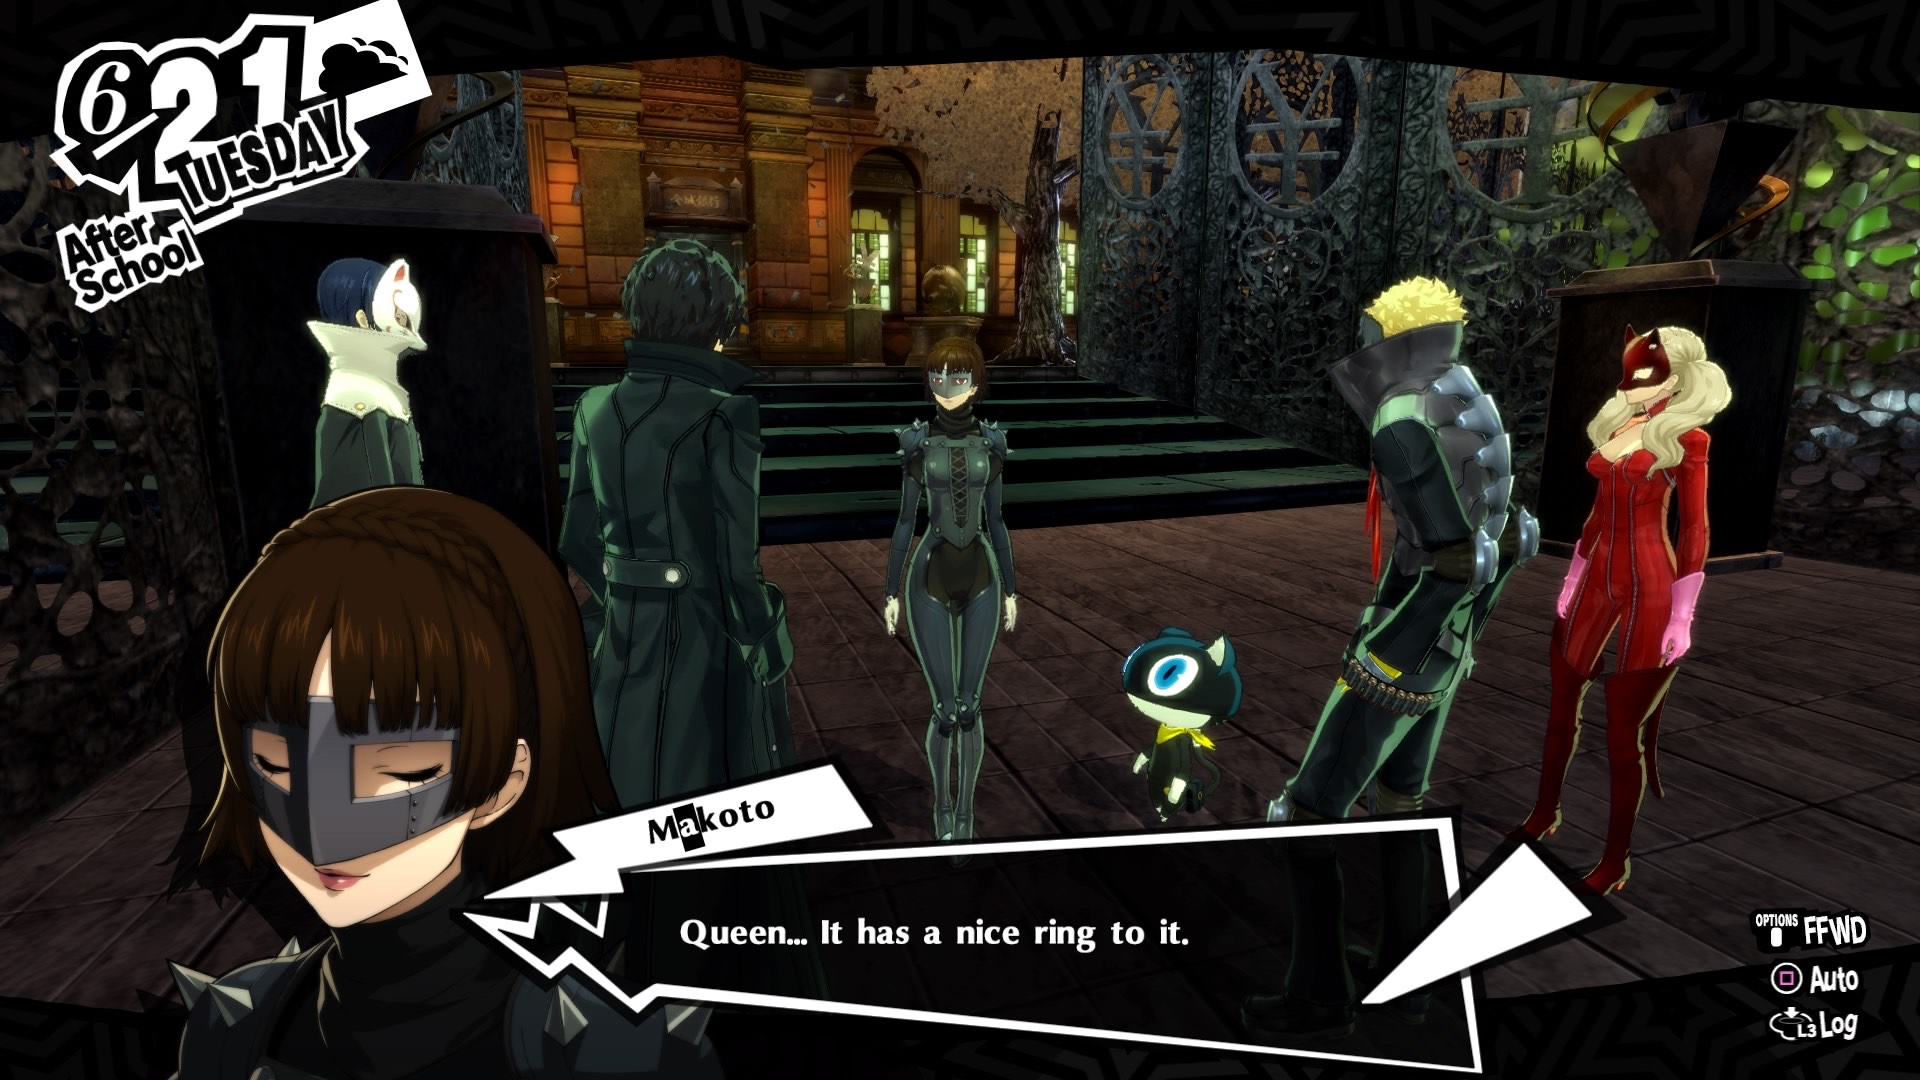 6/21
TUESDAY
After
School
Makoto
Queen... It has a nice ring to it.
OPTIONS FFWD
Auto
L3 Log